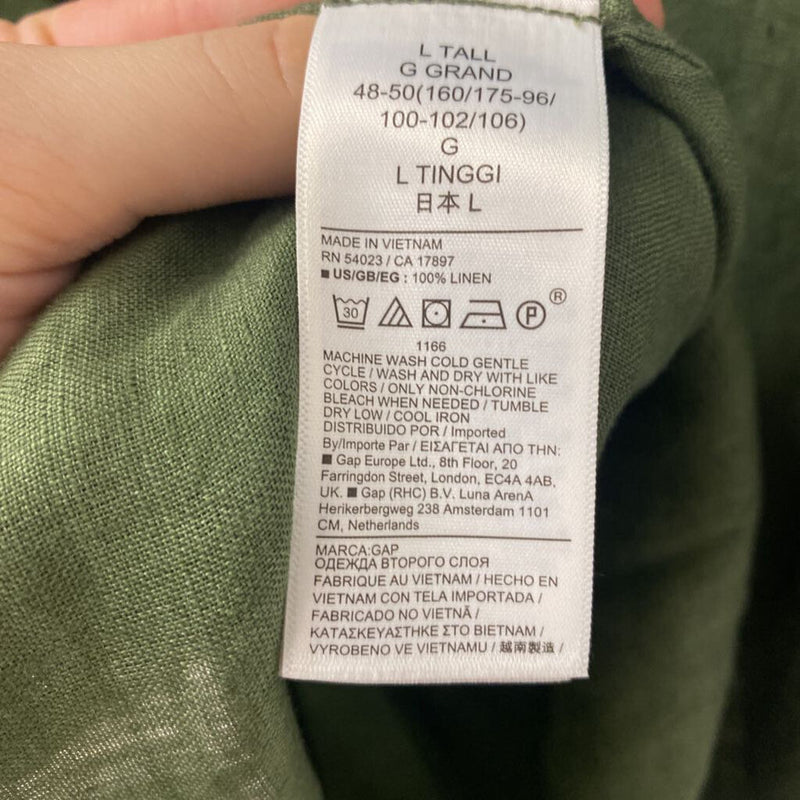 L TALL
G GRAND
48-50(160/175-96/
100-102/106)
G
L TINGGI
日本 L
MADE IN VIETNAM
RN 54023 / CA 17897
■ US/GB/EG : 100% LINEN
30 P ®
1166
MACHINE WASH COLD GENTLE
CYCLE / WASH AND DRY WITH LIKE
COLORS / ONLY NON-CHLORINE
BLEACH WHEN NEEDED / TUMBLE
DRY LOW / COOL IRON
DISTRIBUIDO POR / Imported
By/Importe Par / ΕΙΣΑΓΕΤΑΙ ΑΠΟ ΤΗΝ:
■ Gap Europe Ltd., 8th Floor, 20
Farringdon Street, London, EC4A 4AB,
UK. ■ Gap (RHC) B.V. Luna ArenA
Herikerbergweg 238 Amsterdam 1101
CM, Netherlands
MARCA:GAP
ОДЕЖДА ВТОРОГО СЛОЯ
FABRIQUE AU VIETNAM / HECHO EN
VIETNAM CON TELA IMPORTADA /
FABRICADO NO VIETNÃ /
ΚΑΤΑΣΚΕΥΑΣΤΗΚΕ ΣΤΟ ΒΙΕΤΝΑΜ /
VYROBENO VE VIETNAMU / 越南製造 /